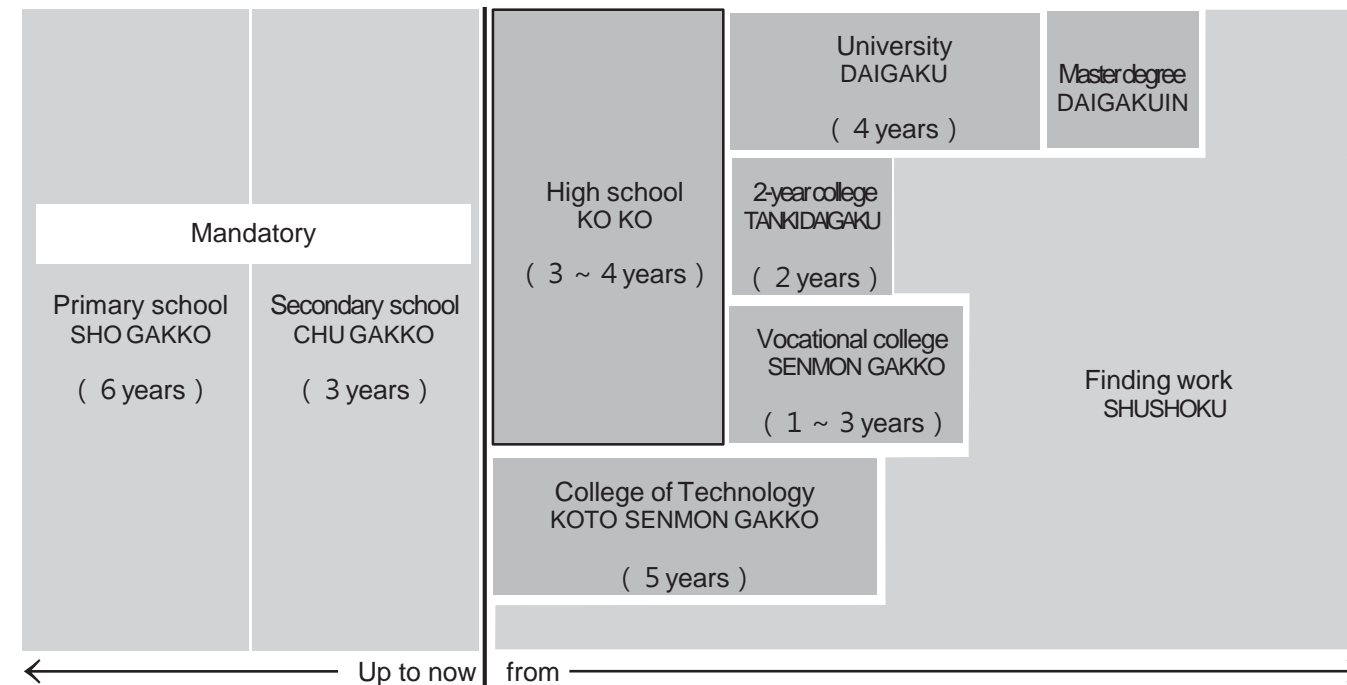 Mandatory
Primary school
SHO GAKKO
( 6 years )
Secondary school
CHU GAKKO
( 3 years )
High school
KO KO
( 3 ~ 4 years )
University
DAIGAKU
( 4 years )
Master degree
DAIGAKUIN
2-year college
TANKI DAIGAKU
( 2 years )
Vocational college
SENMON GAKKO
( 1 ~ 3 years )
College of Technology
KOTO SENMON GAKKO
( 5 years )
Finding work
SHUSHOKU
Up to now
from